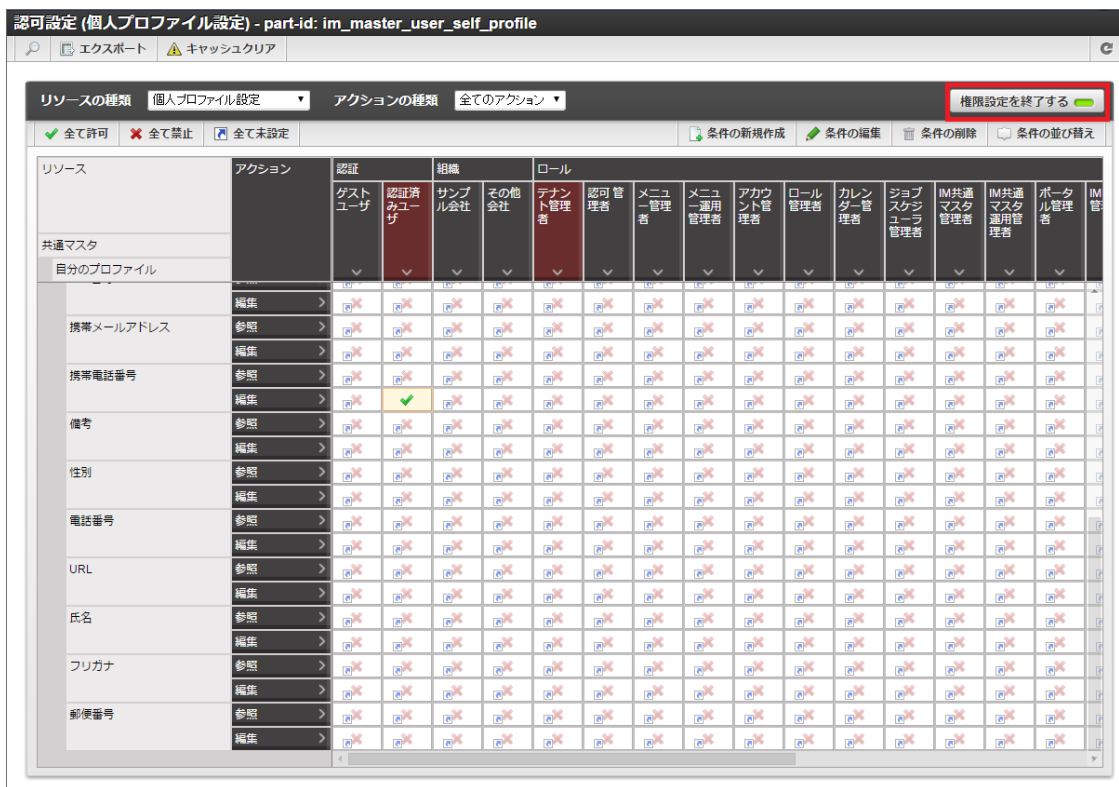 認可設定 (個人プロファイル設定) - part-id: im_master_user_self_profile
エクスポート キャッシュクリア
リソースの種類 個人プロファイル設定 アクションの種類 全てのアクション 権限設定を終了する
全て許可 全て禁止 全て未設定 条件の新規作成 条件の編集 条件の削除 条件の並び替え
リソース アクション 認証 組織 ロール
ゲストユーザ 認証済みユーザ サンプル会社 その他会社 テナント管理者 認可管理者 メニュー管理者 メニュー運用管理者 アカウント管理者 ロール管理者 カレンダー管理者 ジョブスケジューラ管理者 IM共通マスタ管理者 IM共通マスタ運用管理者 ポータル管理者
共通マスタ
自分のプロファイル
編集
携帯メールアドレス 参照
編集
携帯電話番号 参照
編集
備考 参照
編集
性別 参照
編集
電話番号 参照
編集
URL 参照
編集
氏名 参照
編集
フリガナ 参照
編集
郵便番号 参照
編集